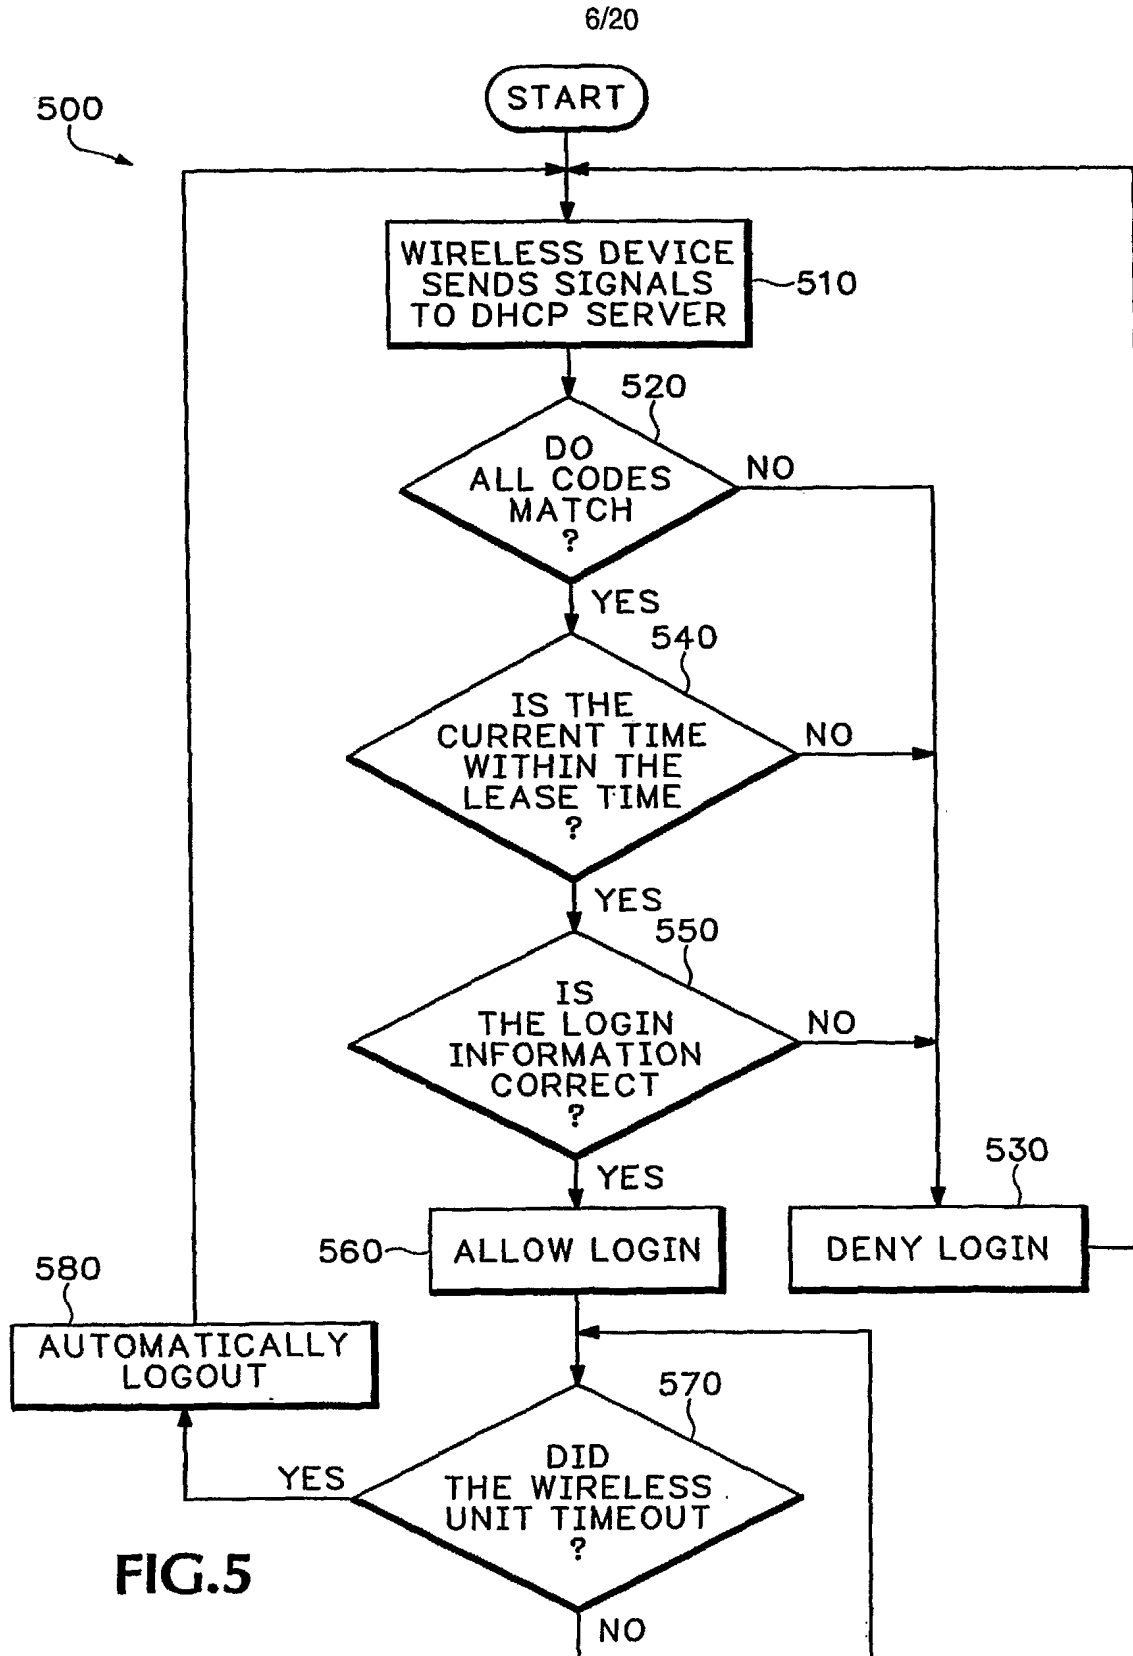 6/20
START
500
WIRELESS DEVICE
SENDS SIGNALS
TO DHCP SERVER
510
520
DO
ALL CODES
MATCH
?
NO
YES
540
IS THE
CURRENT TIME
WITHIN THE
LEASE TIME
?
NO
YES
550
IS
THE LOGIN
INFORMATION
CORRECT
?
NO
YES
530
560
ALLOW LOGIN
DENY LOGIN
580
AUTOMATICALLY
LOGOUT
570
DID
THE WIRELESS
UNIT TIMEOUT
?
YES
NO
FIG.5